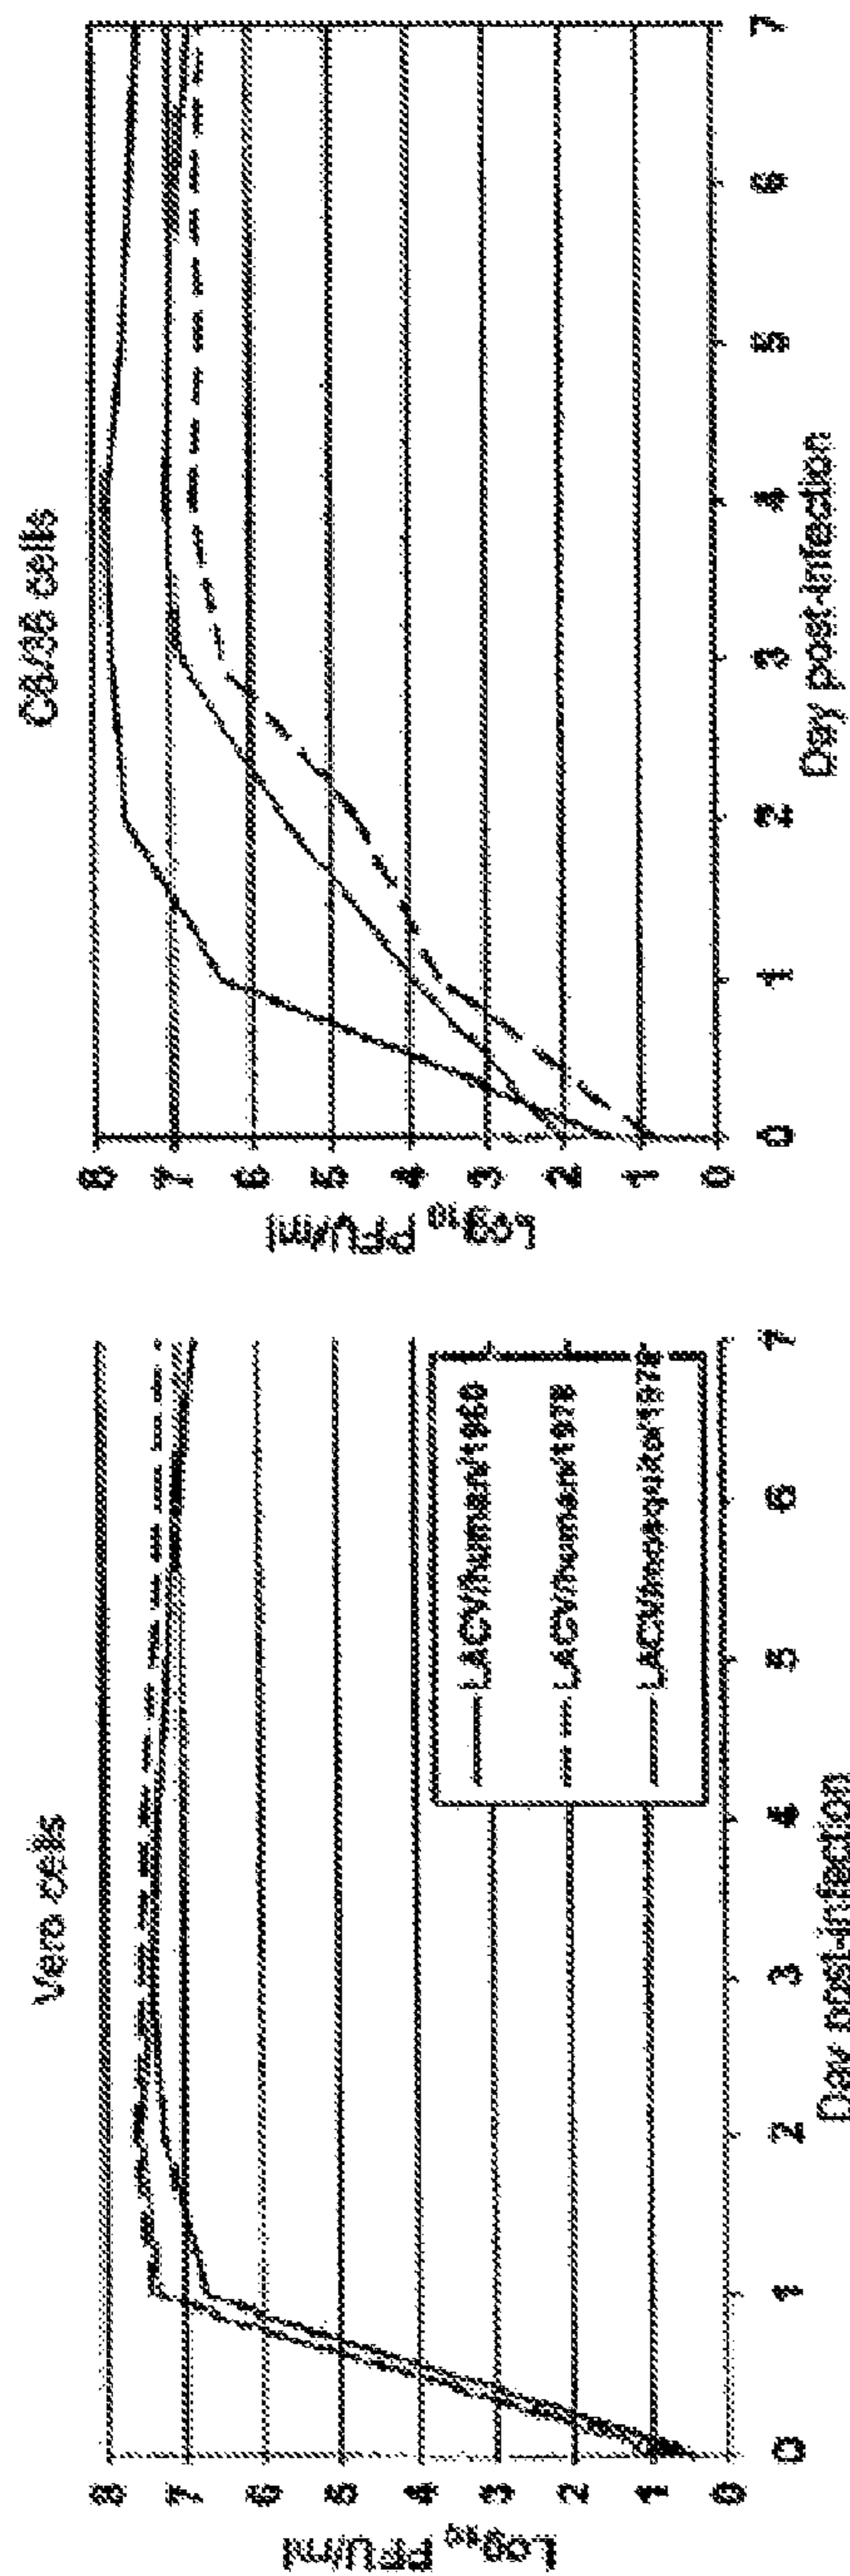 Vero cells
Log10 PFU/ml
8
7
6
5
4
3
2
1
0
LACV/human/1960
LACV/human/1978
LACV/mosquito/1978
0 1 2 3 4 5 6 7
Day post-infection
C6/36 cells
Log10 PFU/ml
8
7
6
5
4
3
2
1
0
0 1 2 3 4 5 6 7
Day post-infection